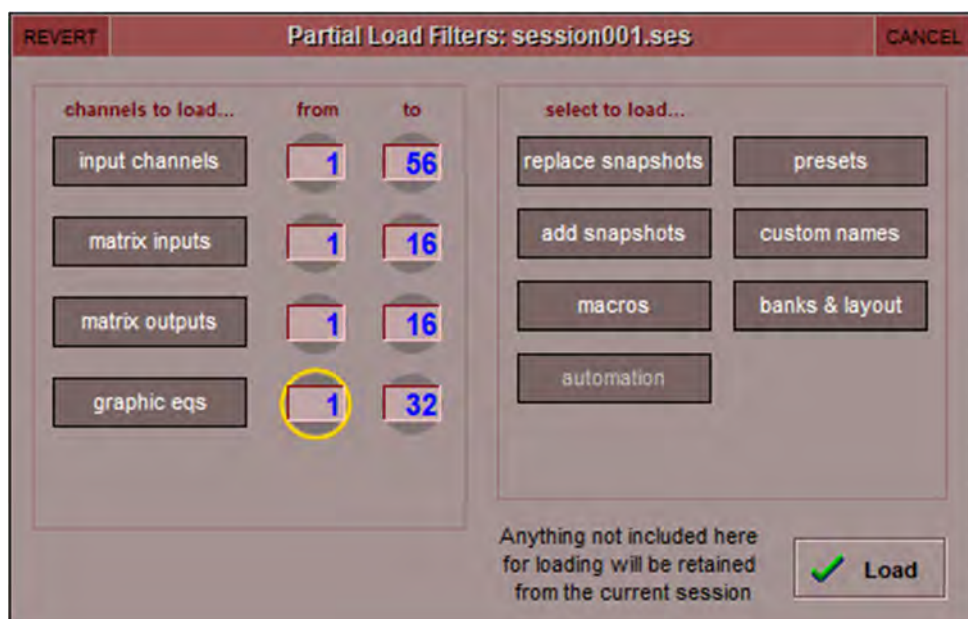 REVERT Partial Load Filters: session001.ses CANCEL
channels to load... from to
input channels 1 56
matrix inputs 1 16
matrix outputs 1 16
graphic eqs 1 32
select to load...
replace snapshots presets
add snapshots custom names
macros banks & layout
automation
Anything not included here
for loading will be retained
from the current session
Load